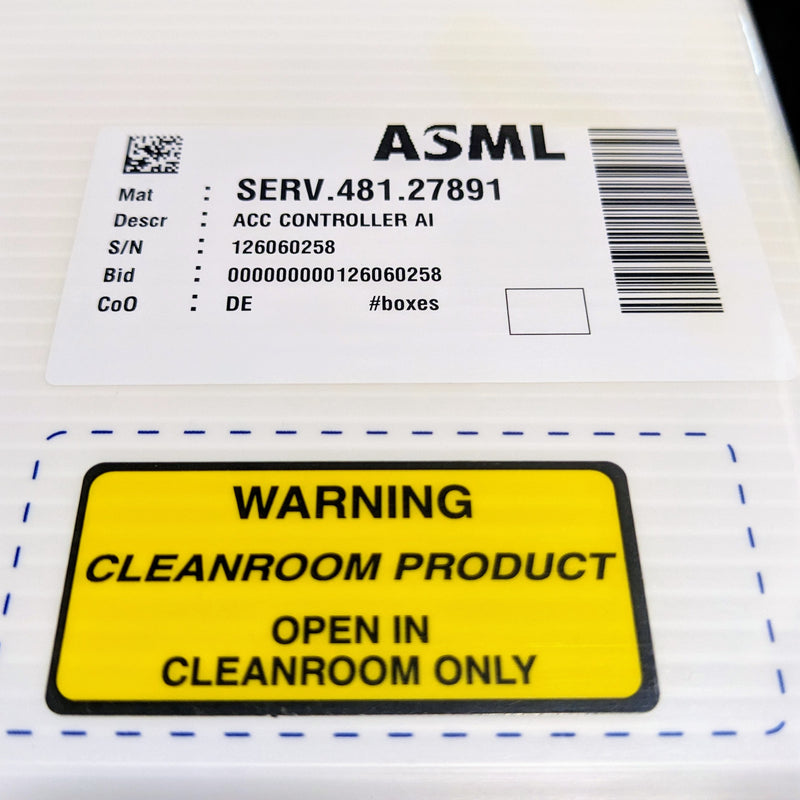 ASML
Mat : SERV.481.27891
Descr : ACC CONTROLLER AI
S/N : 126060258
Bid : 000000000126060258
CoO : DE #boxes
WARNING
CLEANROOM PRODUCT
OPEN IN
CLEANROOM ONLY